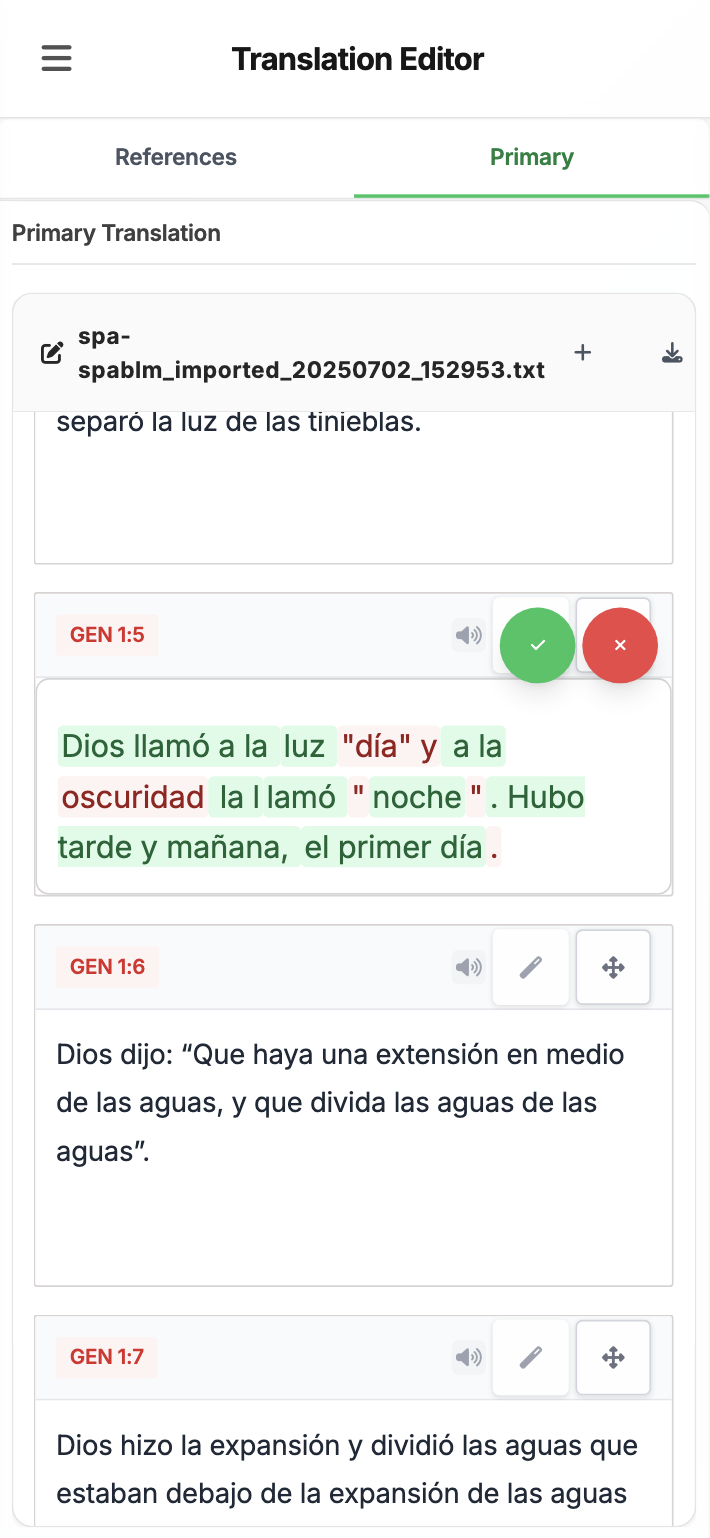 Translation Editor
References
Primary
Primary Translation
spa-
spablm_imported_20250702_152953.txt
separó la luz de las tinieblas.
GEN 1:5
Dios llamó a la luz "día" y a la
oscuridad la l lamó " noche " . Hubo
tarde y mañana, el primer día .
GEN 1:6
Dios dijo: “Que haya una extensión en medio
de las aguas, y que divida las aguas de las
aguas”.
GEN 1:7
Dios hizo la expansión y dividió las aguas que
estaban debajo de la expansión de las aguas